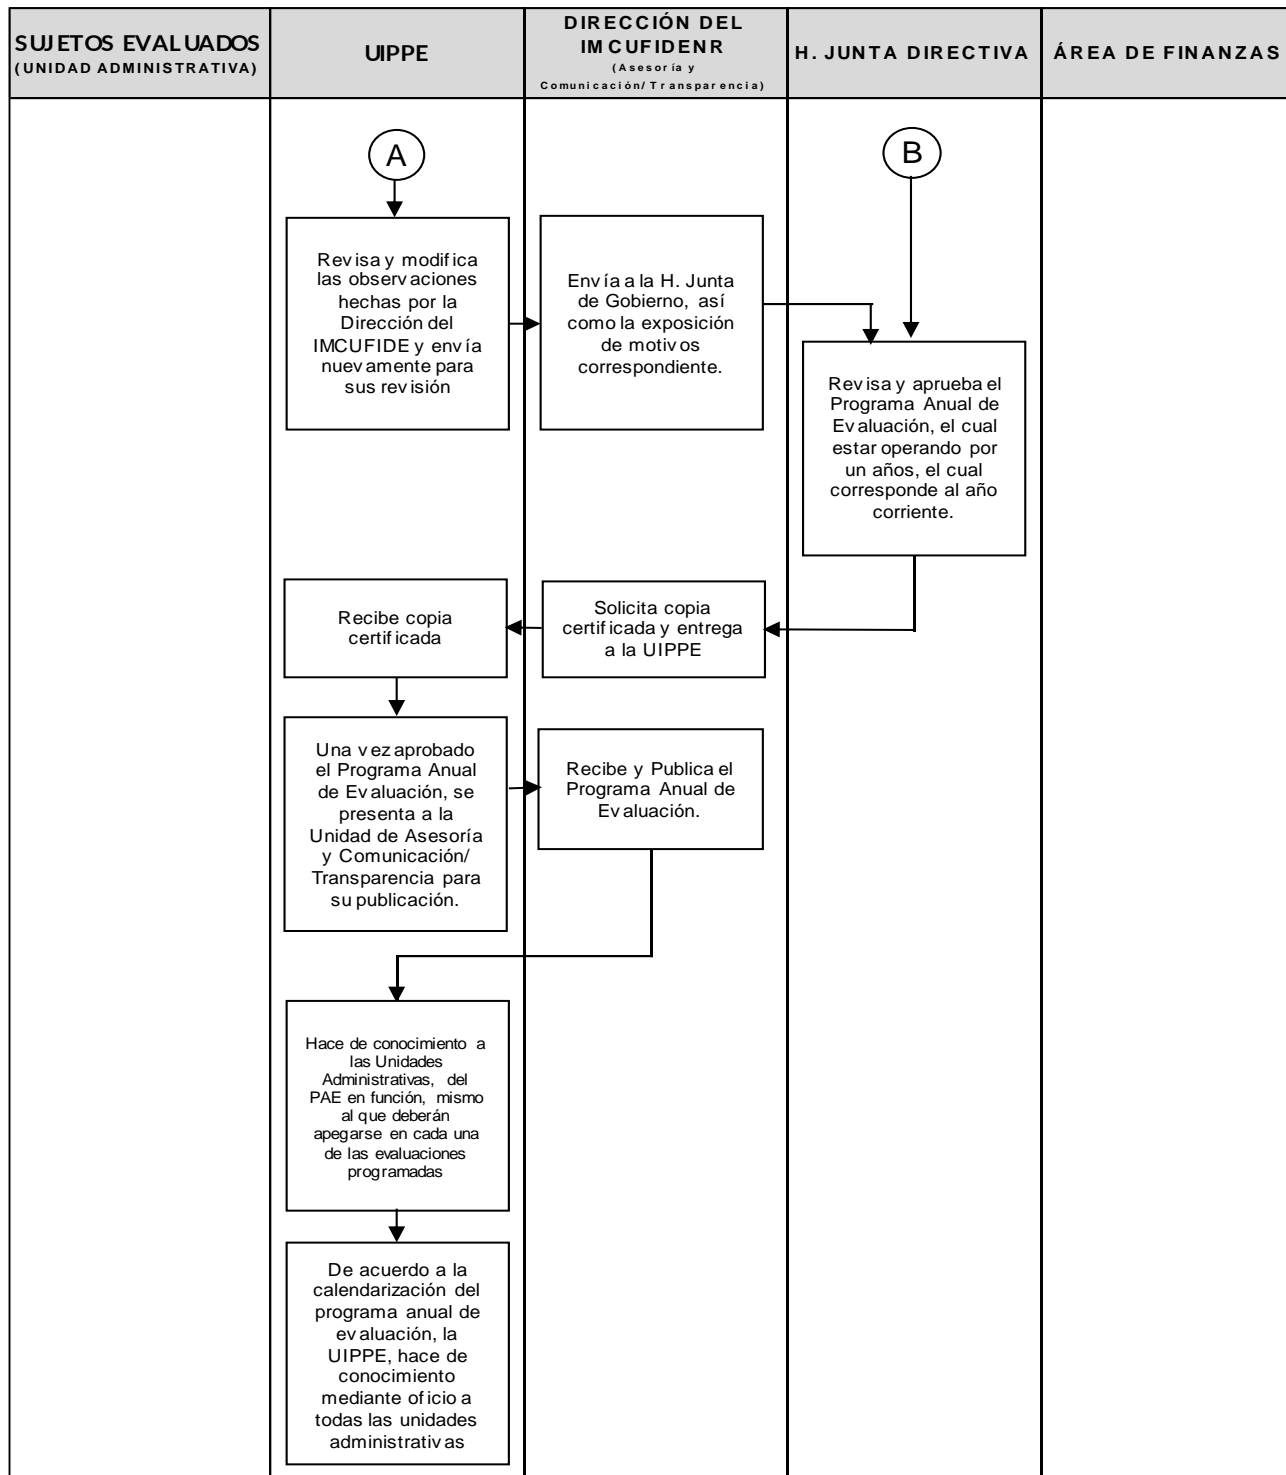 SUJETOS EVALUADOS
(UNIDAD ADMINISTRATIVA)
UIPPE
DIRECCIÓN DEL
IMCUFIDENR
(Asesoría y
Comunicación/Transparencia)
H. JUNTA DIRECTIVA
ÁREA DE FINANZAS
A
B
Revisa y modifica
las observaciones
hechas por la
Dirección del
IMCUFIDE y envía
nuevamente para
sus revisión
Envía a la H. Junta
de Gobierno, así
como la exposición
de motivos
correspondiente.
Revisa y aprueba el
Programa Anual de
Evaluación, el cual
estar operando por
un años, el cual
corresponde al año
corriente.
Recibe copia
certificada
Solicita copia
certificada y entrega
a la UIPPE
Una vez aprobado
el Programa Anual
de Evaluación, se
presenta a la
Unidad de Asesoría
y Comunicación/
Transparencia para
su publicación.
Recibe y Publica el
Programa Anual de
Evaluación.
Hace de conocimiento a
las Unidades
Administrativas, del
PAE en función, mismo
al que deberán
apegarse en cada una
de las evaluaciones
programadas
De acuerdo a la
calendarización del
programa anual de
evaluación, la
UIPPE, hace de
conocimiento
mediante oficio a
todas las unidades
administrativas